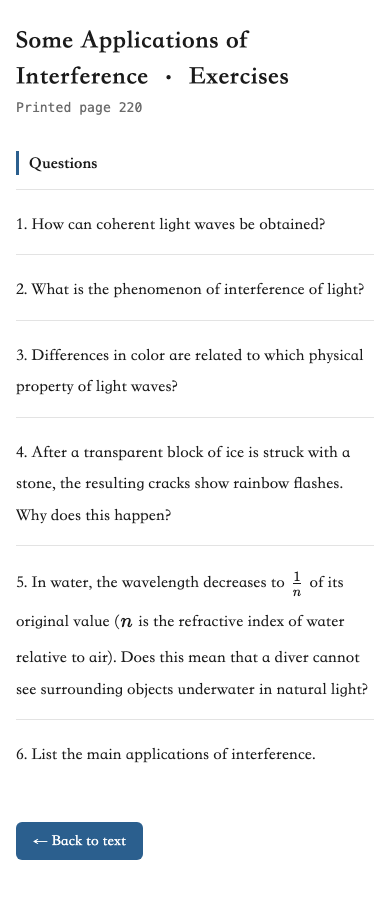 Some Applications of
Interference · Exercises
Printed page 220
Questions
1. How can coherent light waves be obtained?
2. What is the phenomenon of interference of light?
3. Differences in color are related to which physical
property of light waves?
4. After a transparent block of ice is struck with a
stone, the resulting cracks show rainbow flashes.
Why does this happen?
5. In water, the wavelength decreases to 1/n of its
original value (n is the refractive index of water
relative to air). Does this mean that a diver cannot
see surrounding objects underwater in natural light?
6. List the main applications of interference.
← Back to text